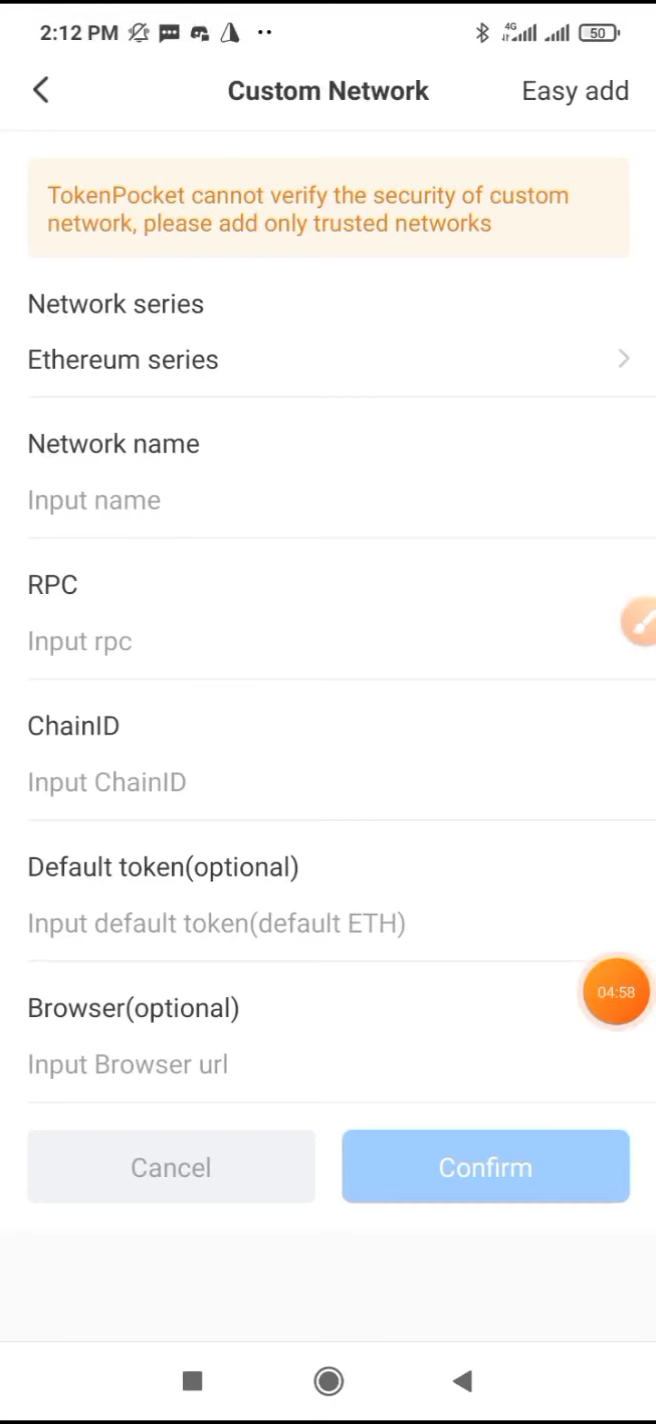 2:12 PM
4G
50
Custom Network
Easy add
TokenPocket cannot verify the security of custom
network, please add only trusted networks
Network series
Ethereum series
Network name
Input name
RPC
Input rpc
ChainID
Input ChainID
Default token(optional)
Input default token(default ETH)
04:58
Browser(optional)
Input Browser url
Cancel
Confirm